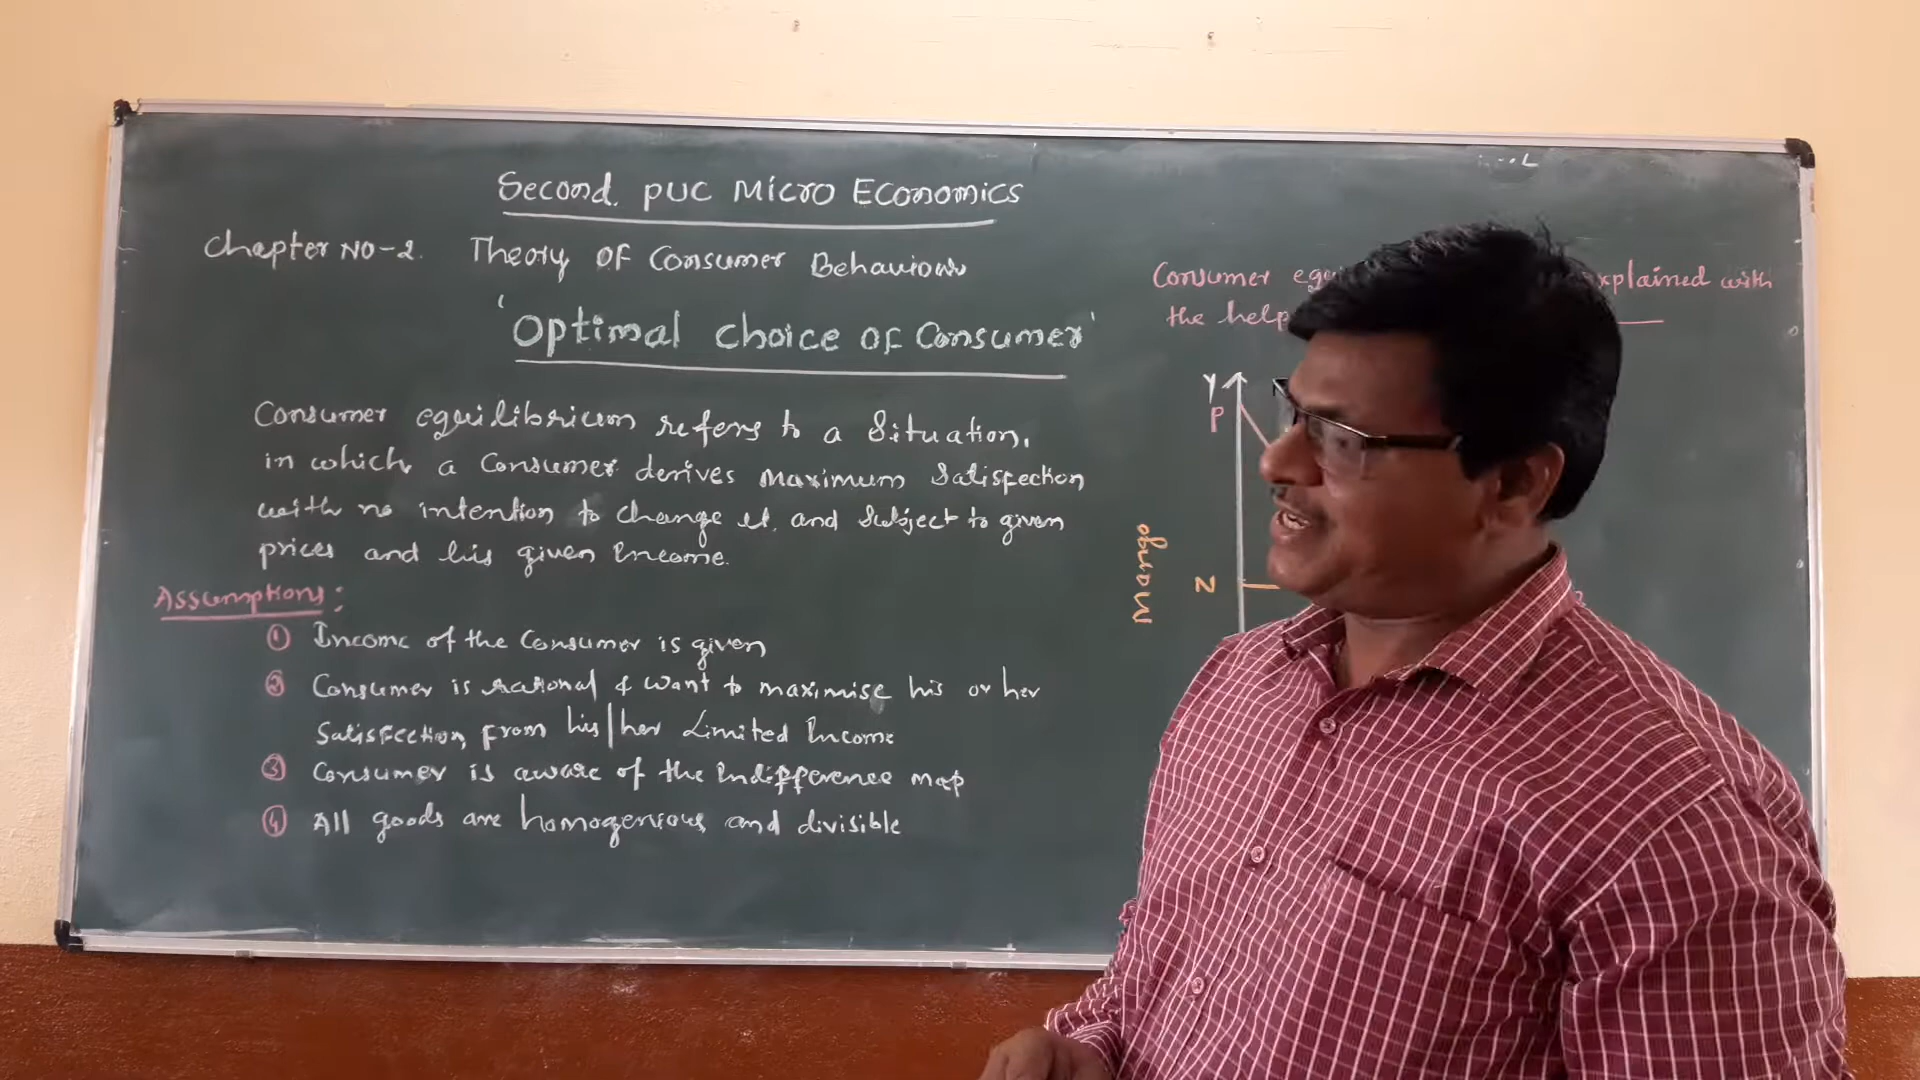 Second. PUC Micro Economics
Chapter No-2. Theory of Consumer Behaviour
'Optimal choice of Consumer'
Consumer equilibrium refers to a situation,
in which a Consumer derives Maximum Satisfection
with no intention to change it. and Subject to given
prices and his given Income.
Assumptions:
① Income of the Consumer is given
② Consumer is rational & want to maximise his or her
Satisfection, from his/her Limited Income
③ Consumer is aware of the Indifference map
④ All goods are homogenious and divisible
Consumer explained with
the help
Y
P
Mango
N